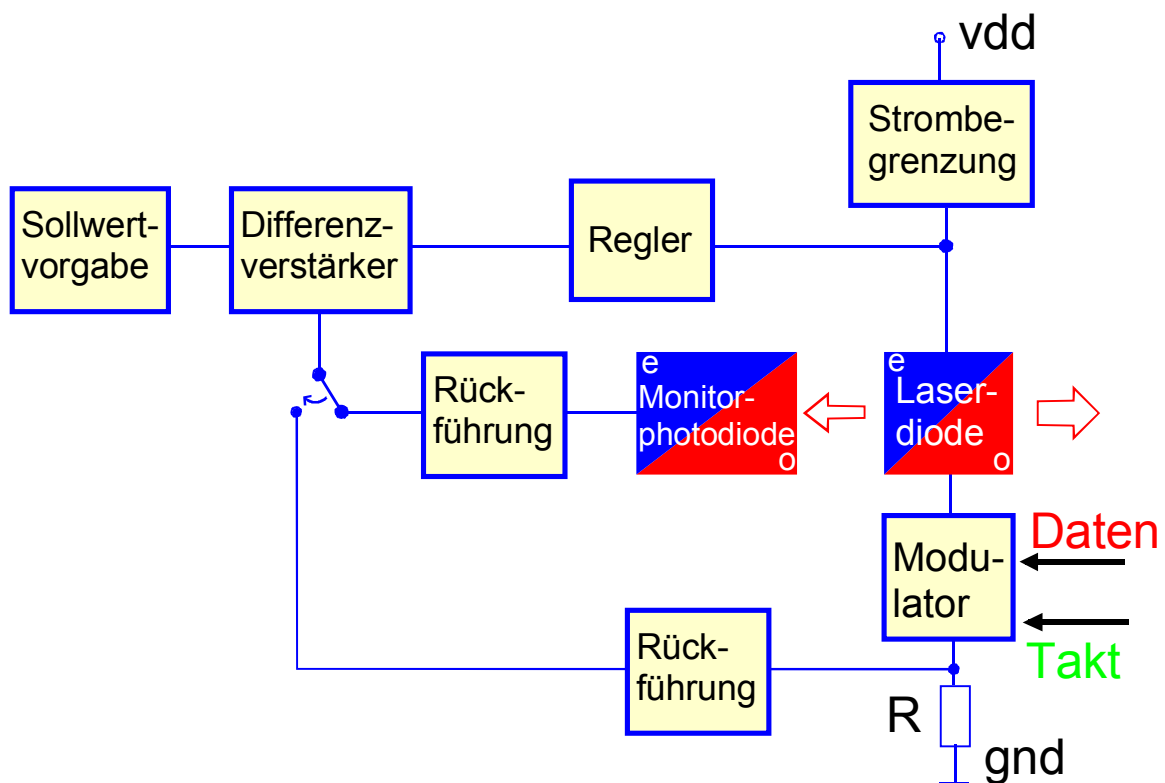 vdd
Strombe-
grenzung
Sollwert-
vorgabe
Differenz-
verstärker
Regler
Rück-
führung
e
Monitor-
photodiode
o
e
Laser-
diode
o
Modu-
lator
Daten
Takt
Rück-
führung
R
gnd